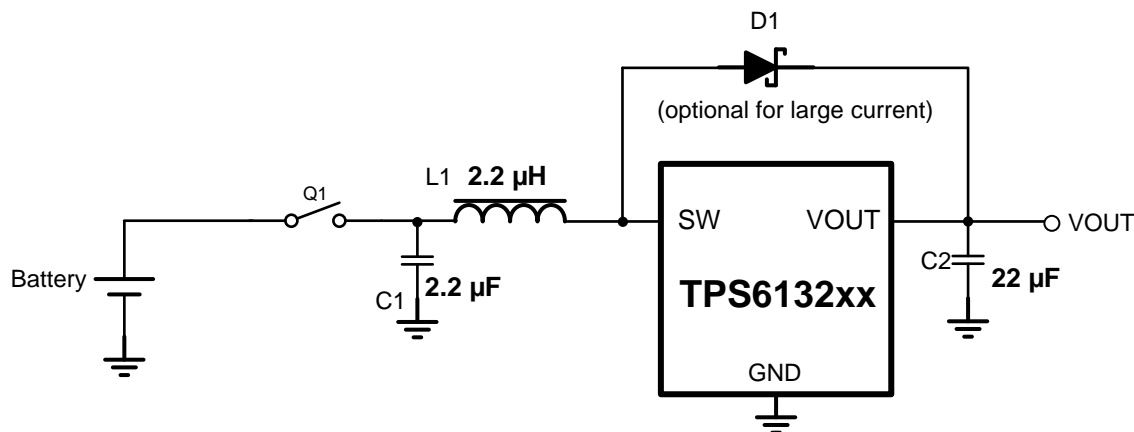 D1
(optional for large current)
Q1
L1 2.2 µH
SW
VOUT
VOUT
Battery
C1
2.2 µF
C2
22 µF
TPS6132xx
GND